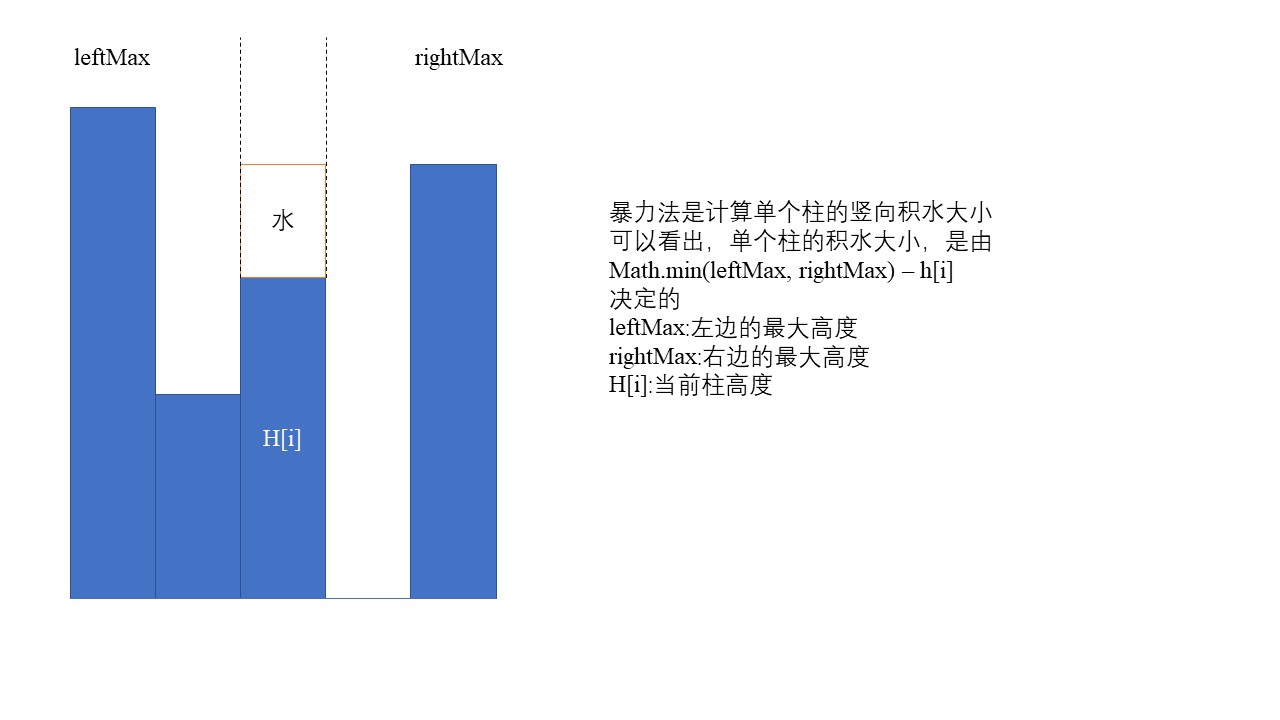 leftMax
rightMax
水
H[i]
暴力法是计算单个柱的竖向积水大小
可以看出，单个柱的积水大小，是由
Math.min(leftMax, rightMax) – h[i]
决定的
leftMax:左边的最大高度
rightMax:右边的最大高度
H[i]:当前柱高度